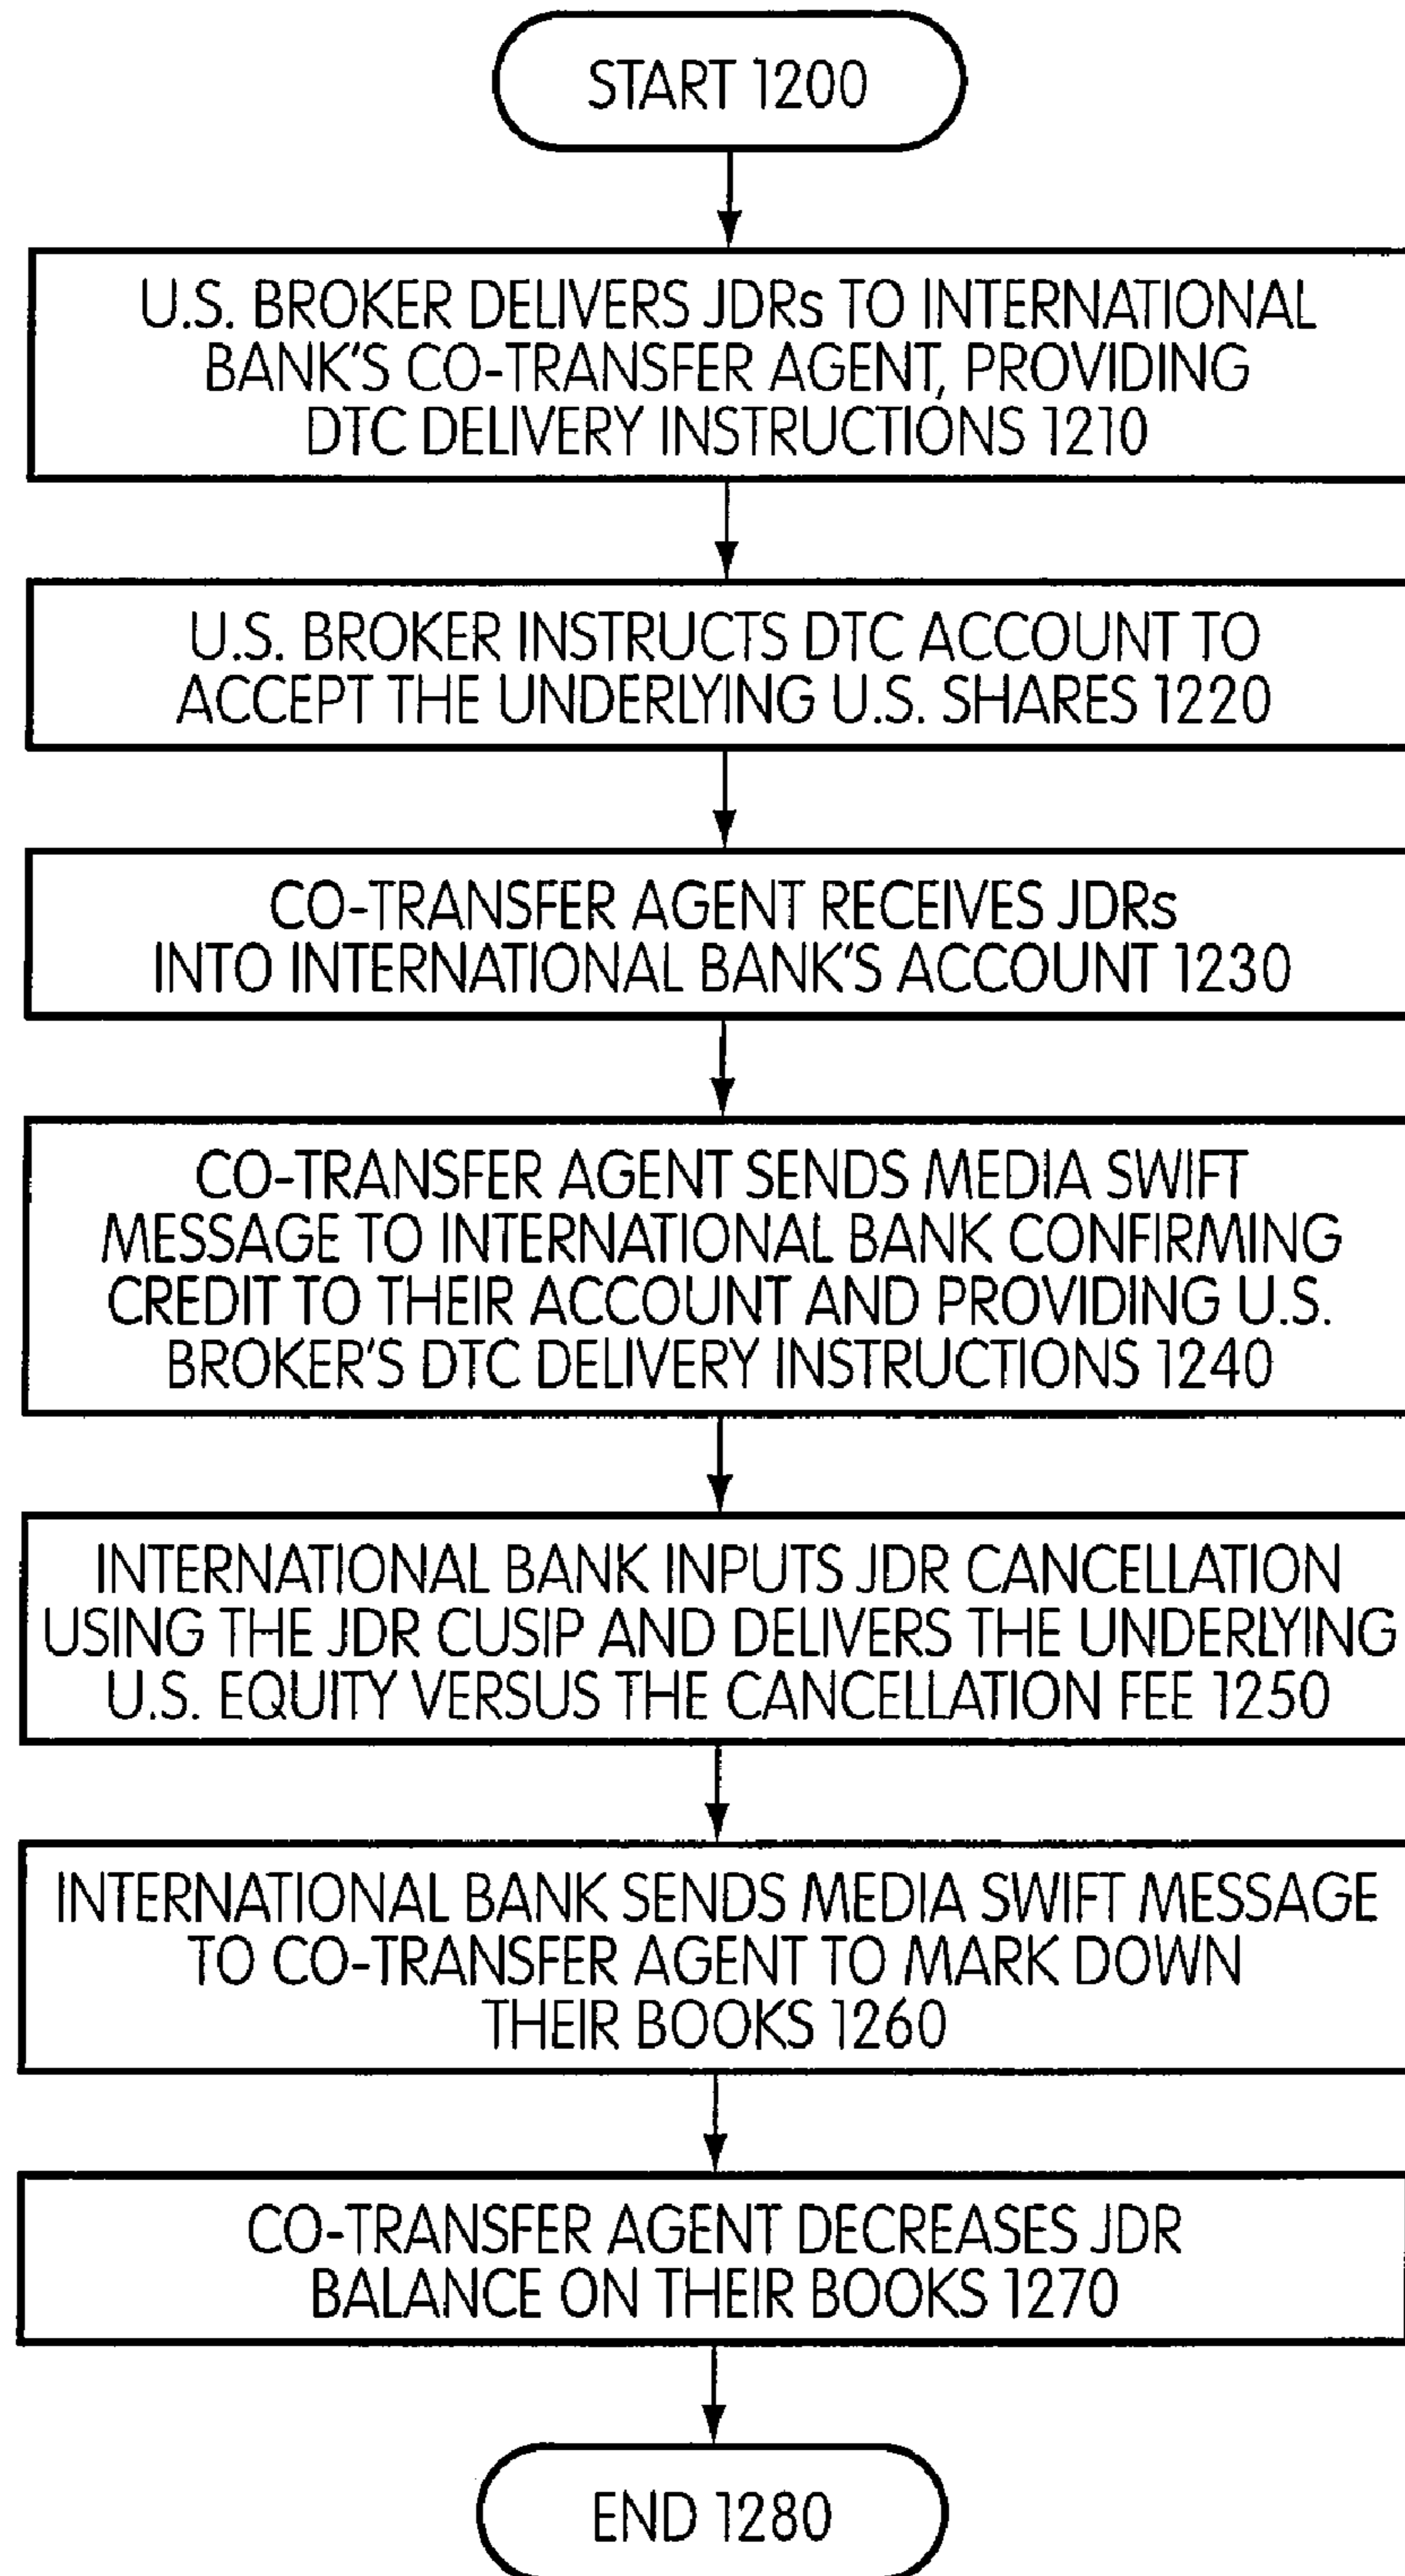 START 1200
U.S. BROKER DELIVERS JDRs TO INTERNATIONAL
BANK'S CO-TRANSFER AGENT, PROVIDING
DTC DELIVERY INSTRUCTIONS 1210
U.S. BROKER INSTRUCTS DTC ACCOUNT TO
ACCEPT THE UNDERLYING U.S. SHARES 1220
CO-TRANSFER AGENT RECEIVES JDRs
INTO INTERNATIONAL BANK'S ACCOUNT 1230
CO-TRANSFER AGENT SENDS MEDIA SWIFT
MESSAGE TO INTERNATIONAL BANK CONFIRMING
CREDIT TO THEIR ACCOUNT AND PROVIDING U.S.
BROKER'S DTC DELIVERY INSTRUCTIONS 1240
INTERNATIONAL BANK INPUTS JDR CANCELLATION
USING THE JDR CUSIP AND DELIVERS THE UNDERLYING
U.S. EQUITY VERSUS THE CANCELLATION FEE 1250
INTERNATIONAL BANK SENDS MEDIA SWIFT MESSAGE
TO CO-TRANSFER AGENT TO MARK DOWN
THEIR BOOKS 1260
CO-TRANSFER AGENT DECREASES JDR
BALANCE ON THEIR BOOKS 1270
END 1280